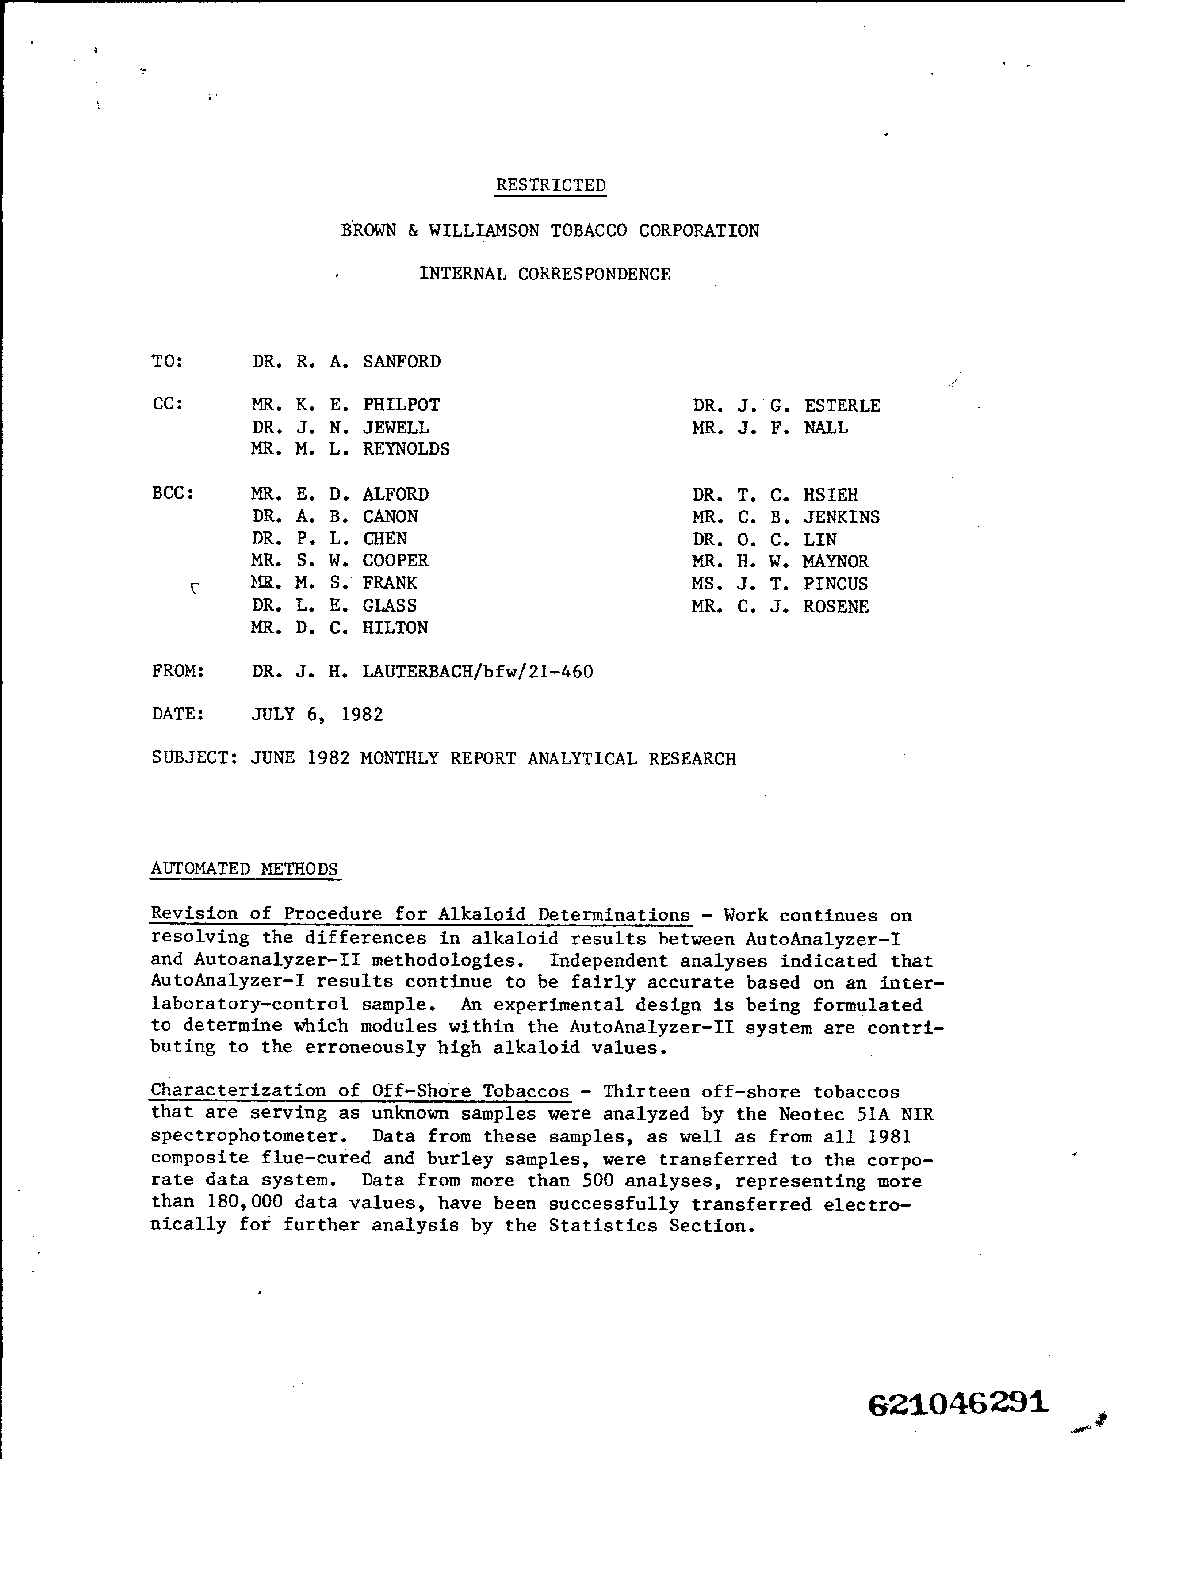 RESTRICTED
BROWN & WILLIAMSON TOBACCO CORPORATION
INTERNAL CORRESPONDENCE
TO: DR. R. A. SANFORD
CC: MR. K. E. PHILPOT DR. J. G. ESTERLE
DR. J. N. JEWELL MR. J. F. NALL
MR. M. L. REYNOLDS
BCC: MR. E. D. ALFORD DR. T. C. HSIEH
DR. A. B. CANON MR. C. B. JENKINS
DR. P. L. CHEN DR. O. C. LIN
MR. S. W. COOPER MR. H. W. MAYNOR
MR. M. S. FRANK MS. J. T. PINCUS
DR. L. E. GLASS MR. C. J. ROSENE
MR. D. C. HILTON
FROM: DR. J. H. LAUTERBACH/bfw/21-460
DATE: JULY 6, 1982
SUBJECT: JUNE 1982 MONTHLY REPORT ANALYTICAL RESEARCH
AUTOMATED METHODS
Revision of Procedure for Alkaloid Determinations - Work continues on
resolving the differences in alkaloid results between AutoAnalyzer-I
and Autoanalyzer-II methodologies. Independent analyses indicated that
AutoAnalyzer-I results continue to be fairly accurate based on an inter-
laboratory-control sample. An experimental design is being formulated
to determine which modules within the AutoAnalyzer-II system are contri-
buting to the erroneously high alkaloid values.
Characterization of Off-Shore Tobaccos - Thirteen off-shore tobaccos
that are serving as unknown samples were analyzed by the Neotec 51A NIR
spectrophotometer. Data from these samples, as well as from all 1981
composite flue-cured and burley samples, were transferred to the corpo-
rate data system. Data from more than 500 analyses, representing more
than 180,000 data values, have been successfully transferred electro-
nically for further analysis by the Statistics Section.
621046291